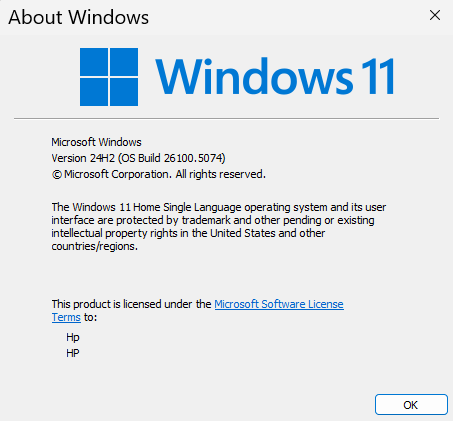 About Windows
Windows 11
Microsoft Windows
Version 24H2 (OS Build 26100.5074)
© Microsoft Corporation. All rights reserved.
The Windows 11 Home Single Language operating system and its user
interface are protected by trademark and other pending or existing
intellectual property rights in the United States and other
countries/regions.
This product is licensed under the Microsoft Software License
Terms to:
Hp
HP
OK